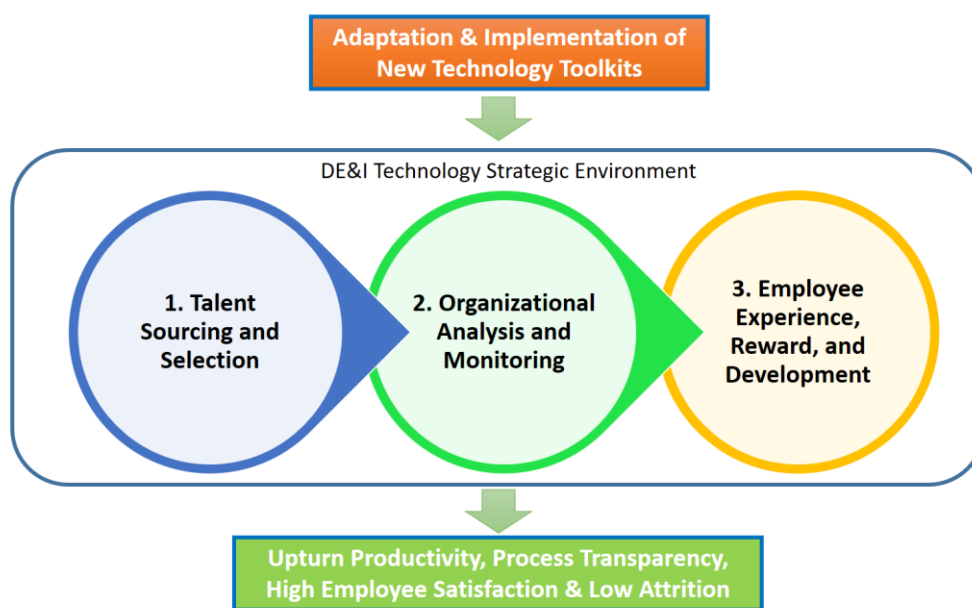 Adaptation & Implementation of
New Technology Toolkits
DE&I Technology Strategic Environment
1. Talent
Sourcing and
Selection
2. Organizational
Analysis and
Monitoring
3. Employee
Experience,
Reward, and
Development
Upturn Productivity, Process Transparency,
High Employee Satisfaction & Low Attrition